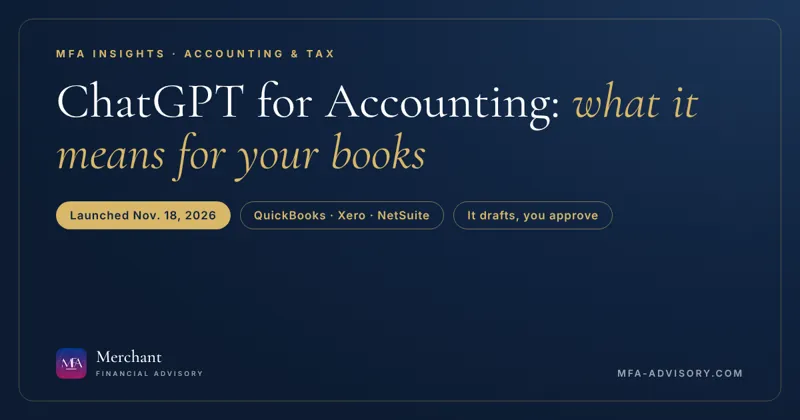 MFA INSIGHTS · ACCOUNTING & TAX
ChatGPT for Accounting: what it
means for your books
Launched Nov. 18, 2026
QuickBooks · Xero · NetSuite
It drafts, you approve
MFA
Merchant
FINANCIAL ADVISORY
MFA-ADVISORY.COM